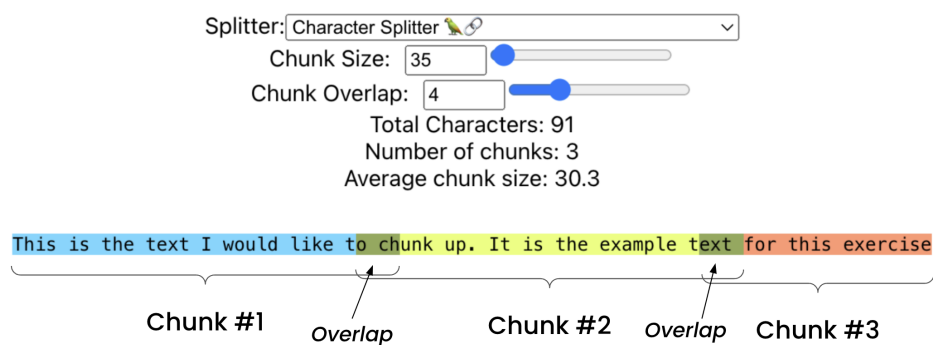 Splitter: Character Splitter 🦜🔗
Chunk Size: 35
Chunk Overlap: 4
Total Characters: 91
Number of chunks: 3
Average chunk size: 30.3
This is the text I would like to chunk up. It is the example text for this exercise
Chunk #1 Overlap Chunk #2 Overlap Chunk #3